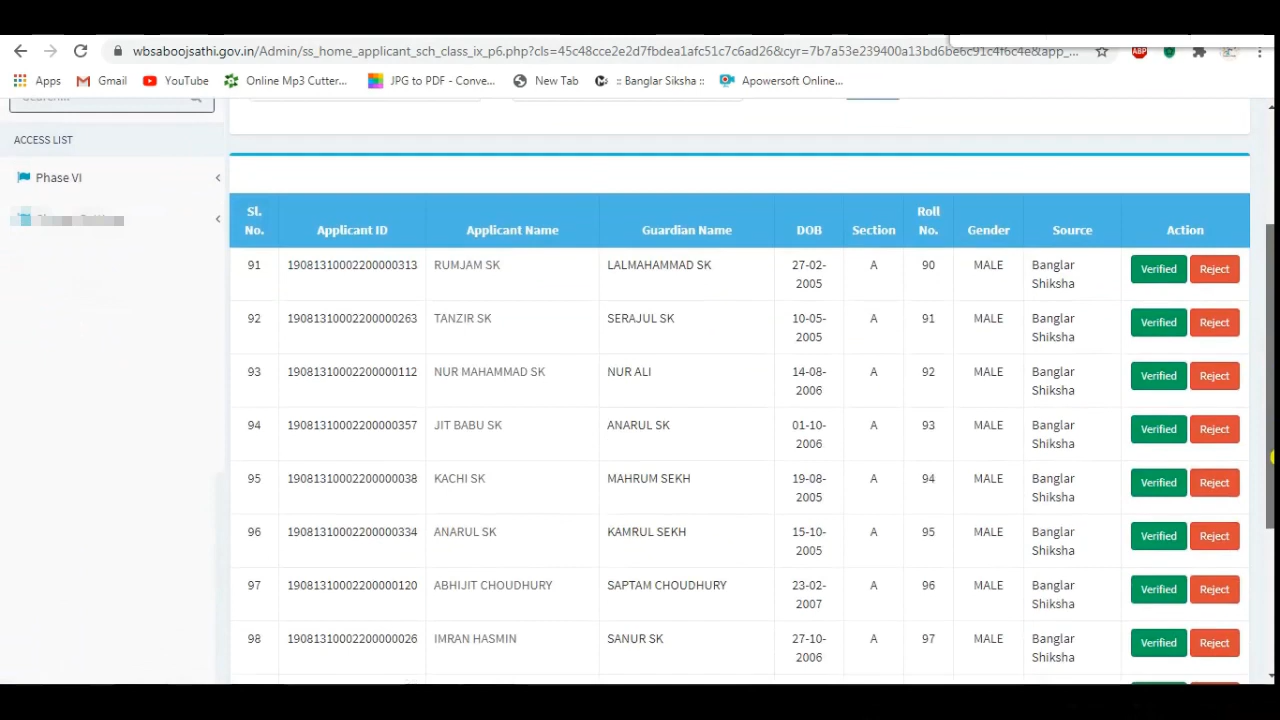 wbsaboojsathi.gov.in/Admin/ss_home_applicant_sch_class_ix_p6.php?cls=45c48cce2e2d7fbdea1afc51c7c6ad26&cyr=7b7a53e239400a13bd6be6c91c4f6c4e&app_...
ABP
Apps Gmail YouTube Online Mp3 Cutter... JPG to PDF - Conve... New Tab :: Banglar Siksha :: Apowersoft Online...
ACCESS LIST
Phase VI
Sl. No. Applicant ID Applicant Name Guardian Name DOB Section Roll No. Gender Source Action
91 19081310002200000313 RUMJAM SK LALMAHAMMAD SK 27-02- A 90 MALE Banglar Verified Reject
2005 Shiksha
92 19081310002200000263 TANZIR SK SERAJUL SK 10-05- A 91 MALE Banglar Verified Reject
2005 Shiksha
93 19081310002200000112 NUR MAHAMMAD SK NUR ALI 14-08- A 92 MALE Banglar Verified Reject
2006 Shiksha
94 19081310002200000357 JIT BABU SK ANARUL SK 01-10- A 93 MALE Banglar Verified Reject
2006 Shiksha
95 19081310002200000038 KACHI SK MAHRUM SEKH 19-08- A 94 MALE Banglar Verified Reject
2005 Shiksha
96 19081310002200000334 ANARUL SK KAMRUL SEKH 15-10- A 95 MALE Banglar Verified Reject
2005 Shiksha
97 19081310002200000120 ABHIJIT CHOUDHURY SAPTAM CHOUDHURY 23-02- A 96 MALE Banglar Verified Reject
2007 Shiksha
98 19081310002200000026 IMRAN HASMIN SANUR SK 27-10- A 97 MALE Banglar Verified Reject
2006 Shiksha